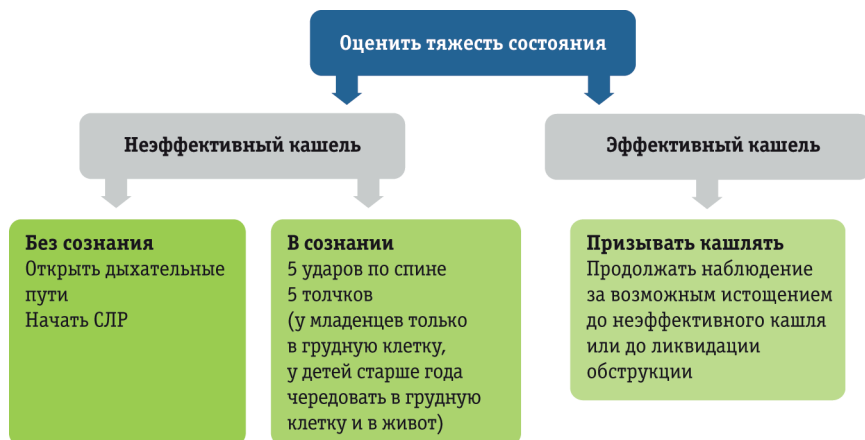 Оценить тяжесть состояния
Неэффективный кашель
Эффективный кашель
Без сознания
Открыть дыхательные
пути
Начать СЛР
В сознании
5 ударов по спине
5 толчков
(у младенцев только
в грудную клетку,
у детей старше года
чередовать в грудную
клетку и в живот)
Призывать кашлять
Продолжать наблюдение
за возможным истощением
до неэффективного кашля
или до ликвидации
обструкции